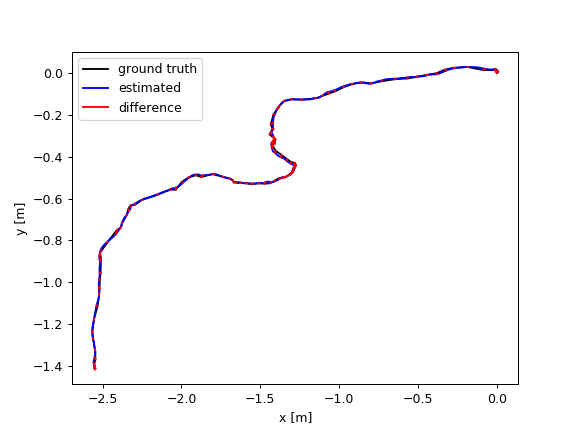 ground truth
estimated
difference
0.0
−0.2
−0.4
−0.6
−0.8
−1.0
−1.2
−1.4
y [m]
−2.5 −2.0 −1.5 −1.0 −0.5 0.0
x [m]